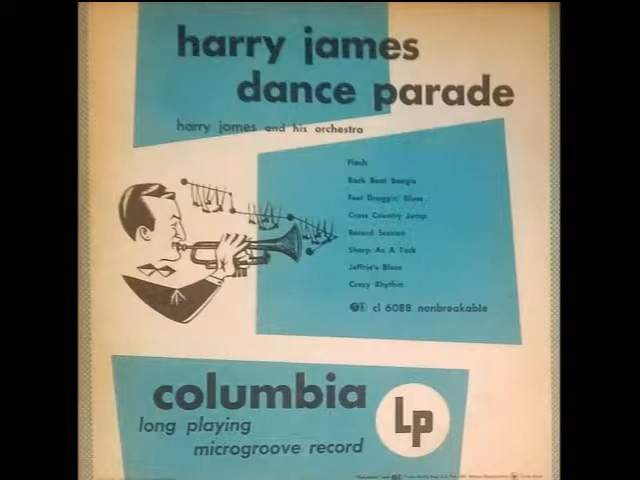 harry james
dance parade
harry james and his orchestra
Flash
Back Beat Boogie
Feet Draggin' Blues
Cross Country Jump
Record Session
Sharp As A Tack
Jeffrie's Blues
Crazy Rhythm
cl 6088 nonbreakable
columbia
long playing
microgroove record
Lp